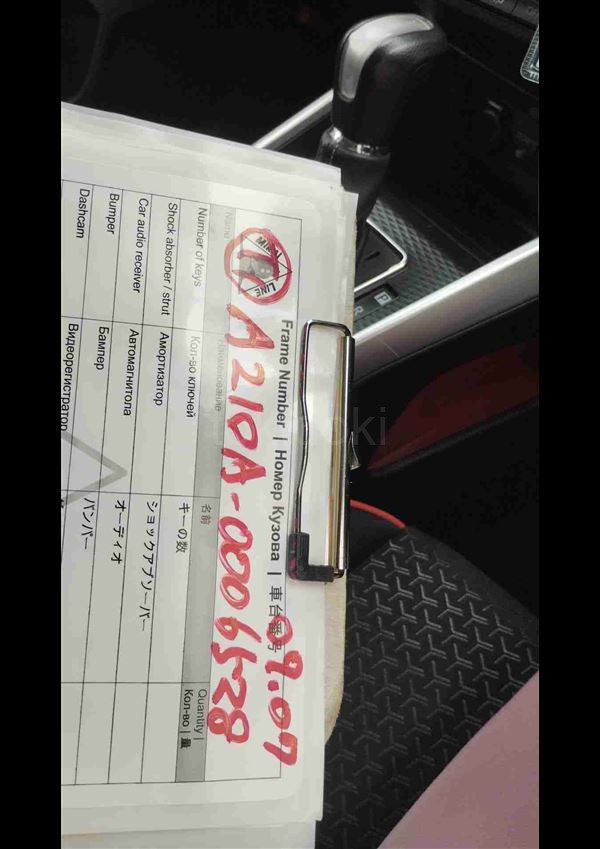 LINE
Frame Number | Номер Кузова | 車台番号
A210A-0006528
Name Наименование 名前 Quantity |
Кол-во | 量
Number of keys Кол-во ключей キーの数
Shock absorber / strut Амортизатор ショックアブソーバー
Car audio receiver Автомагнитола オーディオ
Bumper Бампер バンパー
Dashcam Видеорегистратор